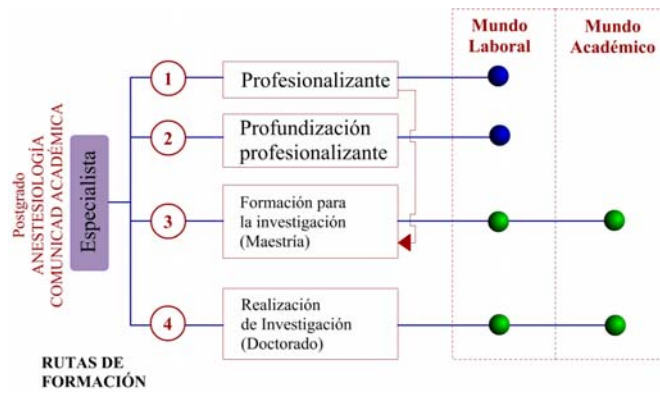 Mundo
Laboral
Mundo
Académico
Postgrado
ANESTESIOLOGÍA
COMUNICAD ACADÉMICA
Especialista
1
Profesionalizante
2
Profundización
profesionalizante
3
Formación para
la investigación
(Maestría)
4
Realización
de Investigación
(Doctorado)
RUTAS DE
FORMACIÓN